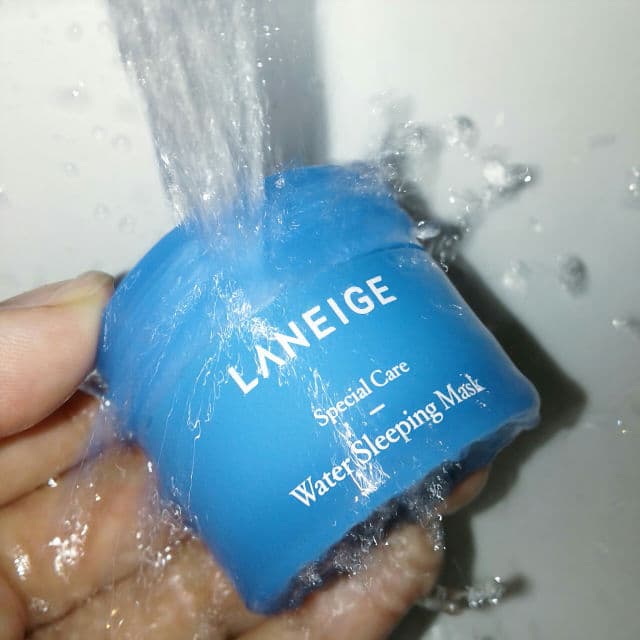 LANEIGE
Special Care
Water Sleeping Mask